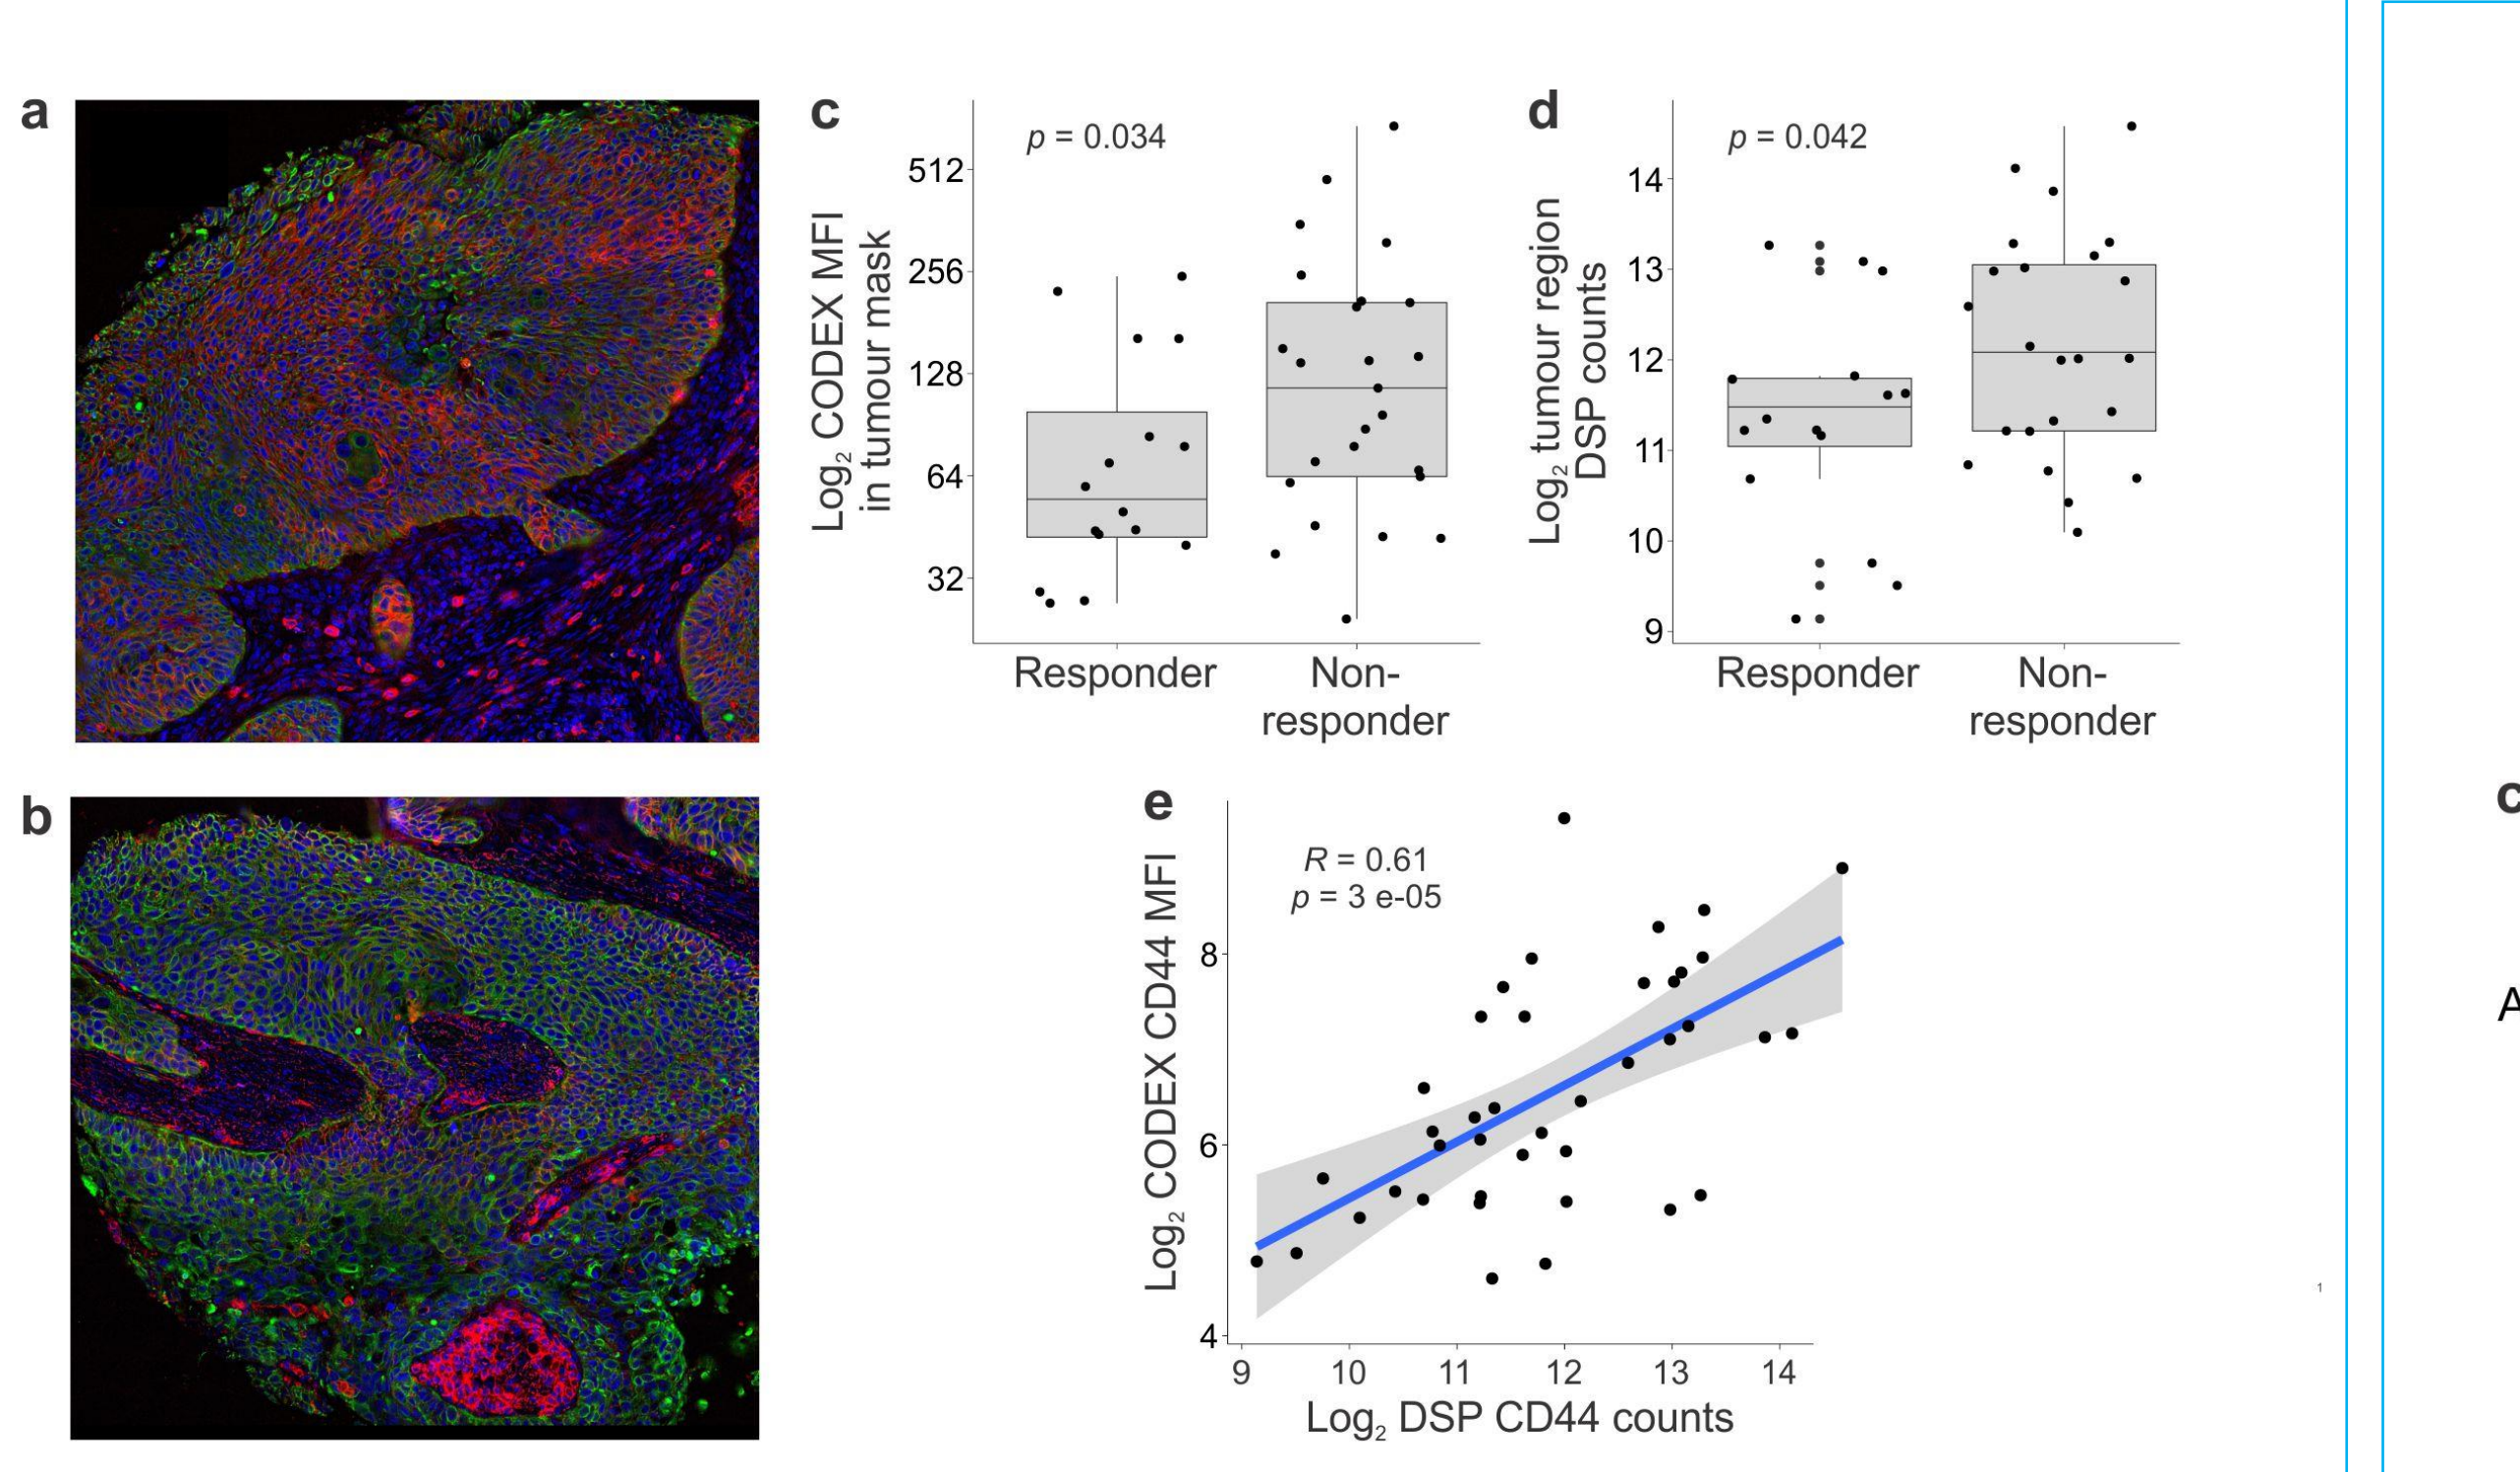 a
c
p = 0.034
512
256
128
64
32
Log₂ CODEX MFI
in tumour mask
Responder
Non-
responder
d
p = 0.042
14
13
12
11
10
9
Log₂ tumour region
DSP counts
Responder
Non-
responder
b
e
R = 0.61
p = 3 e-05
8
6
4
Log₂ CODEX CD44 MFI
9 10 11 12 13 14
Log₂ DSP CD44 counts
1
c
A